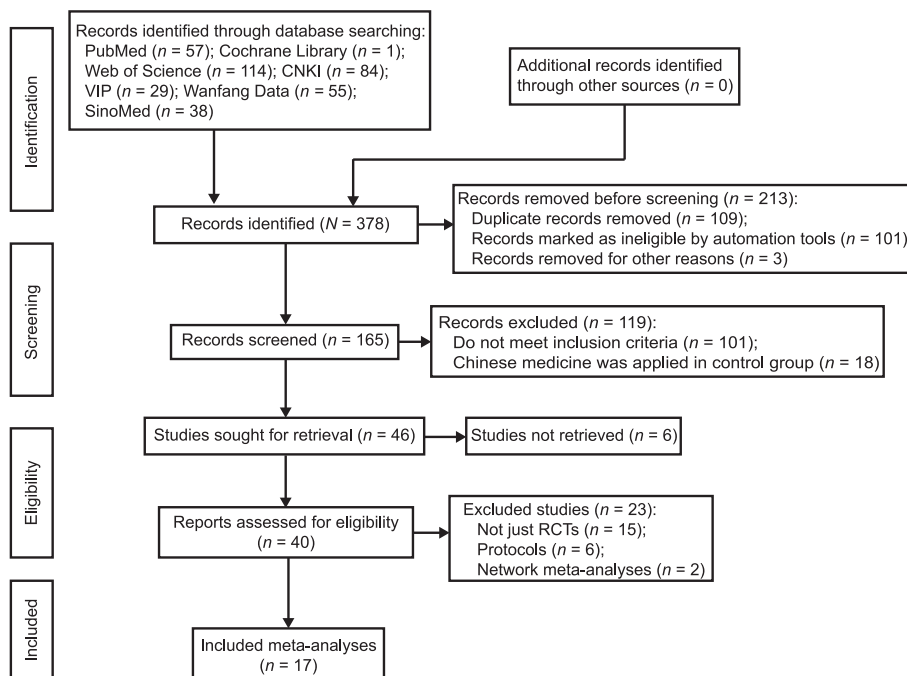 Identification
Records identified through database searching:
PubMed (n = 57); Cochrane Library (n = 1);
Web of Science (n = 114); CNKI (n = 84);
VIP (n = 29); Wanfang Data (n = 55);
SinoMed (n = 38)
Additional records identified
through other sources (n = 0)
Records identified (N = 378)
Records removed before screening (n = 213):
Duplicate records removed (n = 109);
Records marked as ineligible by automation tools (n = 101)
Records removed for other reasons (n = 3)
Screening
Records screened (n = 165)
Records excluded (n = 119):
Do not meet inclusion criteria (n = 101);
Chinese medicine was applied in control group (n = 18)
Eligibility
Studies sought for retrieval (n = 46)
Studies not retrieved (n = 6)
Reports assessed for eligibility
(n = 40)
Excluded studies (n = 23):
Not just RCTs (n = 15);
Protocols (n = 6);
Network meta-analyses (n = 2)
Included
Included meta-analyses
(n = 17)